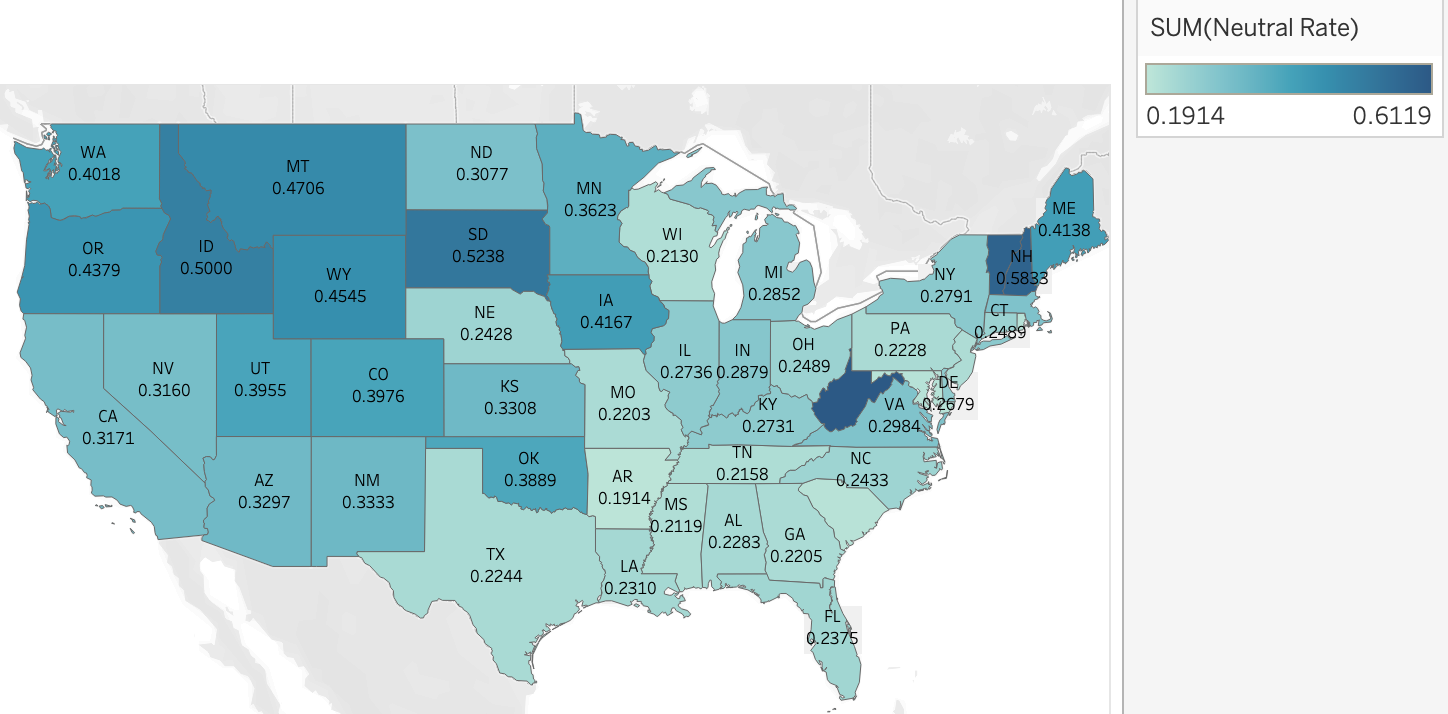 SUM(Neutral Rate)
0.1914 0.6119
WA
0.4018
MT
0.4706
ND
0.3077
MN
0.3623
ME
0.4138
OR
0.4379
ID
0.5000
WY
0.4545
SD
0.5238
WI
0.2130
MI
0.2852
NY
0.2791
NH
0.5833
CT
0.2489
NE
0.2428
IA
0.4167
PA
0.2228
NV
0.3160
UT
0.3955
CO
0.3976
KS
0.3308
MO
0.2203
IL
0.2736
IN
0.2879
OH
0.2489
DE
0.2679
CA
0.3171
KY
0.2731
VA
0.2984
AZ
0.3297
NM
0.3333
OK
0.3889
AR
0.1914
TN
0.2158
NC
0.2433
MS
0.2119
AL
0.2283
GA
0.2205
TX
0.2244
LA
0.2310
FL
0.2375